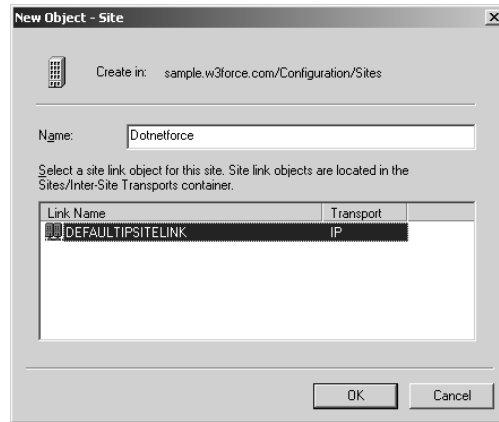 New Object - Site
Create in: sample.w3force.com/Configuration/Sites
Name: Dotnetforce
Select a site link object for this site. Site link objects are located in the
Sites/Inter-Site Transports container.
Link Name Transport
DEFAULTIPSITELINK IP
OK Cancel